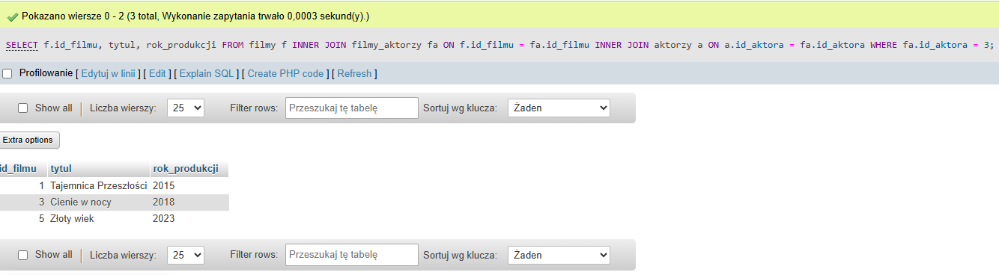 Pokazano wiersze 0 - 2 (3 total, Wykonanie zapytania trwało 0,0003 sekund(y).)
SELECT f.id_filmu, tytul, rok_produkcji FROM filmy f INNER JOIN filmy_aktorzy fa ON f.id_filmu = fa.id_filmu INNER JOIN aktorzy a ON a.id_aktora = fa.id_aktora WHERE fa.id_aktora = 3;
Profilowanie [ Edytuj w linii ] [ Edit ] [ Explain SQL ] [ Create PHP code ] [ Refresh ]
Show all | Liczba wierszy: 25 Filter rows: Przeszukaj tę tabelę Sortuj wg klucza: Żaden
Extra options
id_filmu tytul rok_produkcji
1 Tajemnica Przeszłości 2015
3 Cienie w nocy 2018
5 Złoty wiek 2023
Show all | Liczba wierszy: 25 Filter rows: Przeszukaj tę tabelę Sortuj wg klucza: Żaden